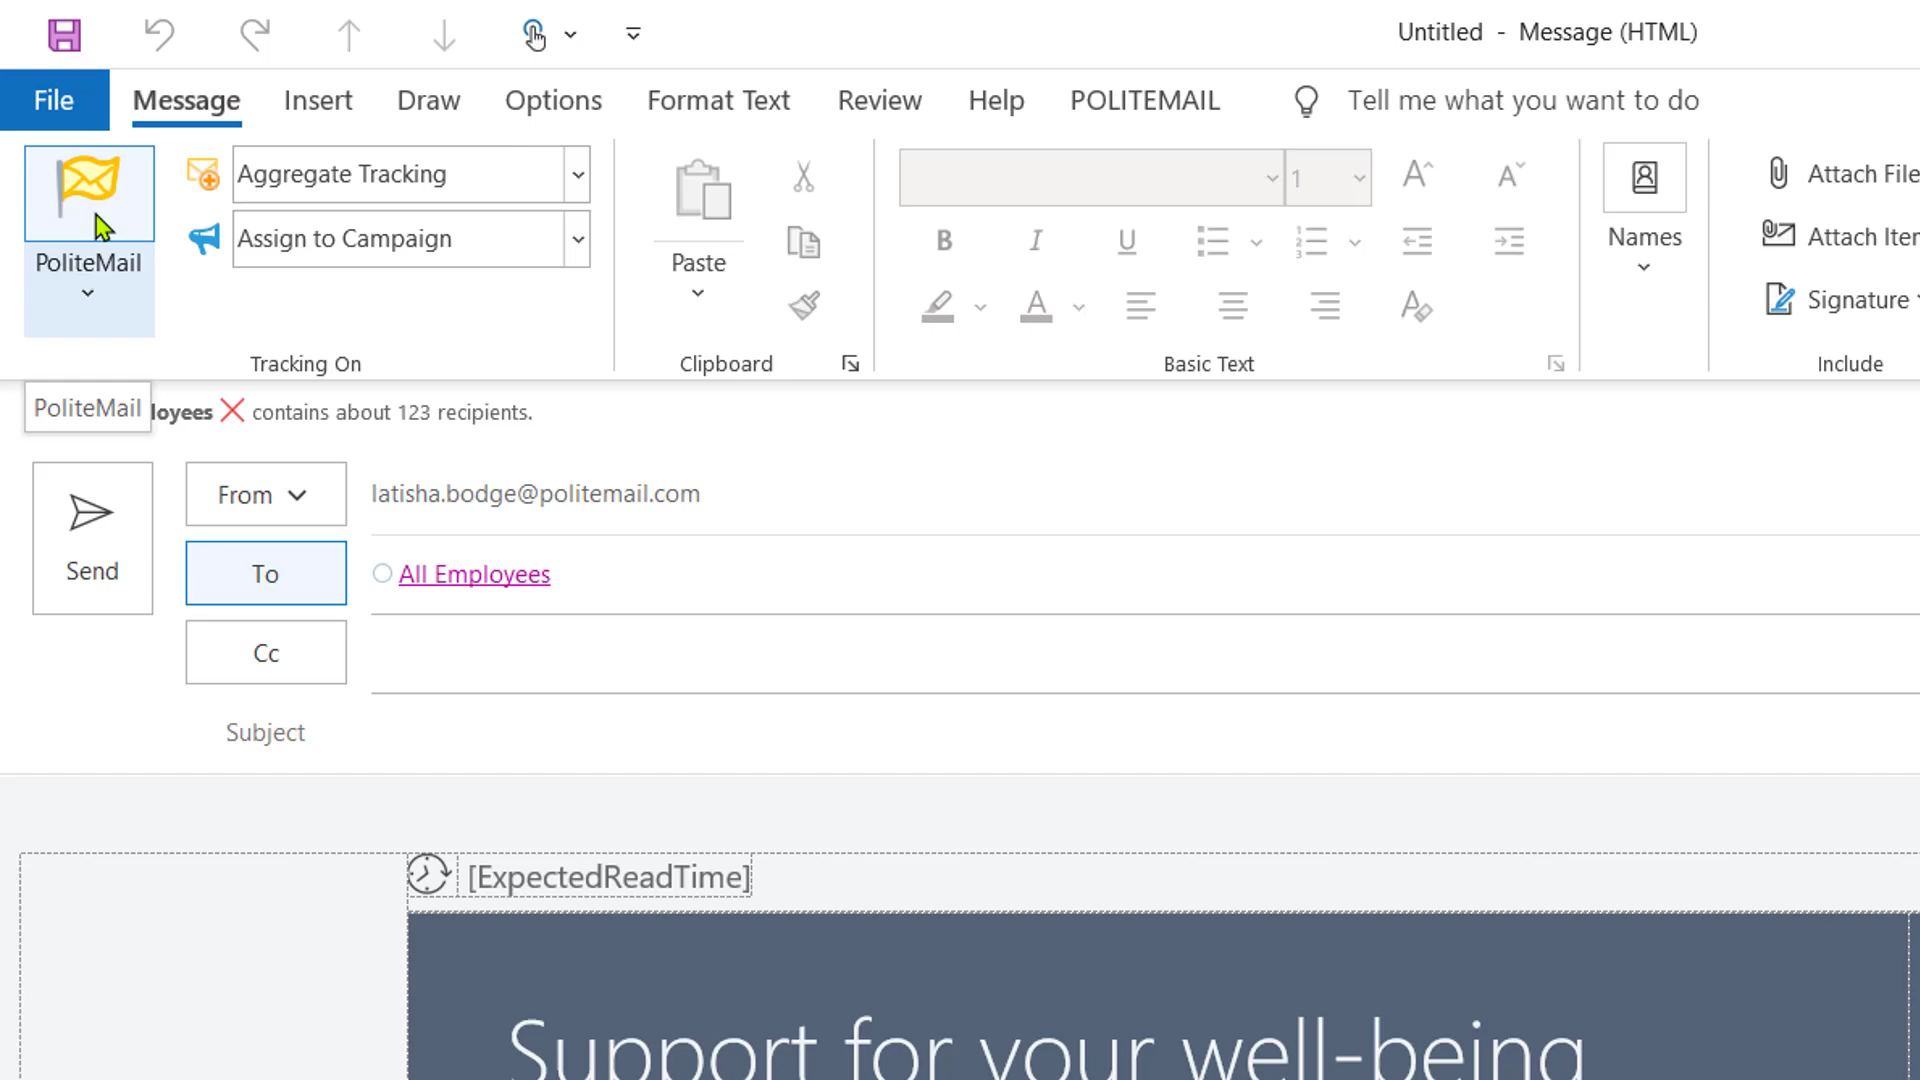 Untitled - Message (HTML)
File Message Insert Draw Options Format Text Review Help POLITEMAIL Tell me what you want to do
PoliteMail
Aggregate Tracking
Assign to Campaign
Tracking On
Paste
Clipboard
1
B I U
Basic Text
Names
Attach File
Attach Iter
Signature
Include
PoliteMail
loyees contains about 123 recipients.
Send
From latisha.bodge@politemail.com
To All Employees
Cc
Subject
[ExpectedReadTime]
Support for your well-being